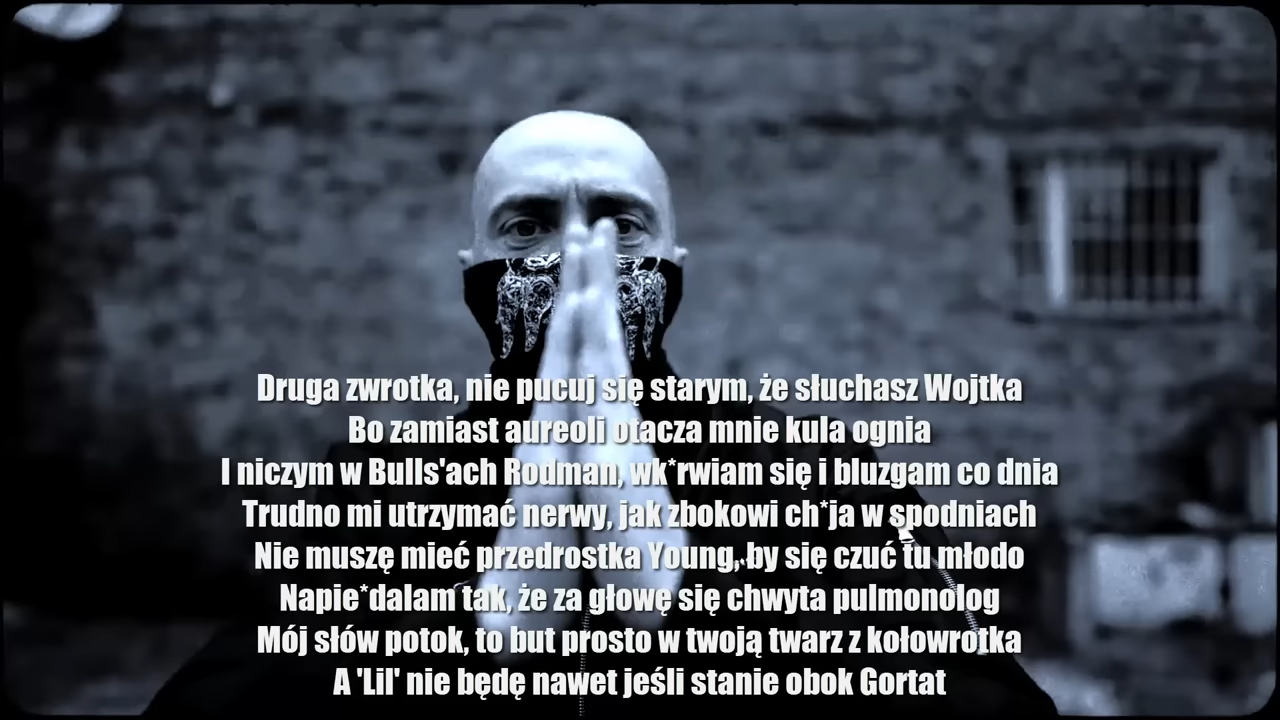 Druga zwrotka, nie pucuj się starym, że słuchasz Wojtka
Bo zamiast aureoli otacza mnie kula ognia
I niczym w Bulls'ach Rodman, wk*rwiam się i bluzgam co dnia
Trudno mi utrzymać nerwy, jak zbokowi ch*ja w spodniach
Nie muszę mieć przedrostka Young, by się czuć tu młodo
Napie*dalam tak, że za głowę się chwyta pulmonolog
Mój słów potok, to but prosto w twoją twarz z kołowrotka
A 'Lil' nie będę nawet jeśli stanie obok Gortat